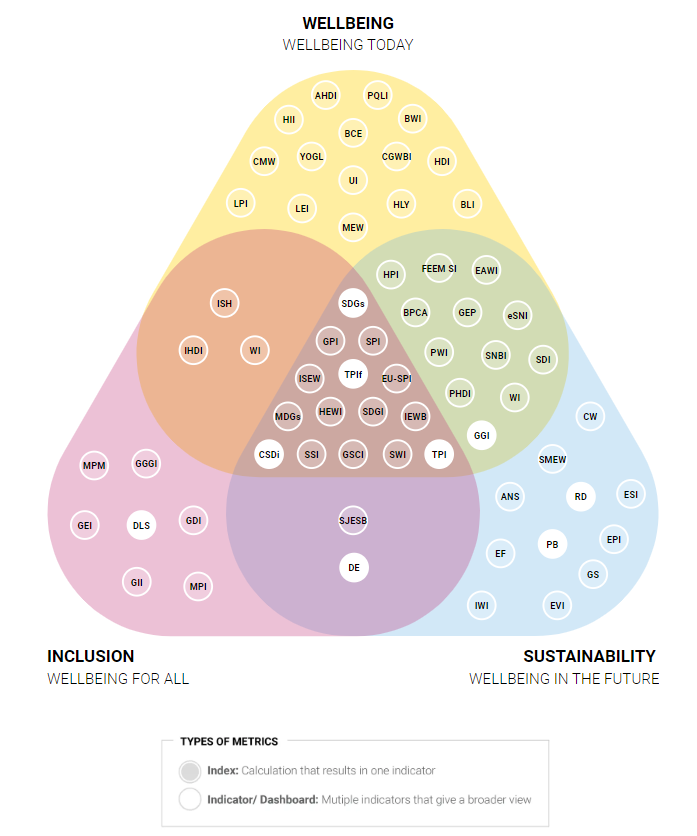 WELLBEING
WELLBEING TODAY
AHDI PQLI
HII BWI
BCE
CMW YOGL CGWBI HDI
UI
LPI LEI HLY BLI
MEW
HPI FEEM SI EAWI
ISH SDGs BPCA GEP eSNI
GPI SPI
IHDI WI PWI SNBI SDI
ISEW TPIf EU-SPI
PHDI WI
MDGs HEWI SDGI IEWB CW
GGI
CSDi SSI GSCI SWI TPI SMEW
MPM GGGI
ANS RD ESI
GEI DLS GDI SJESB
EF PB EPI
DE GS
GII MPI
IWI EVI
INCLUSION SUSTAINABILITY
WELLBEING FOR ALL WELLBEING IN THE FUTURE
TYPES OF METRICS
Index: Calculation that results in one indicator
Indicator/ Dashboard: Mutiple indicators that give a broader view